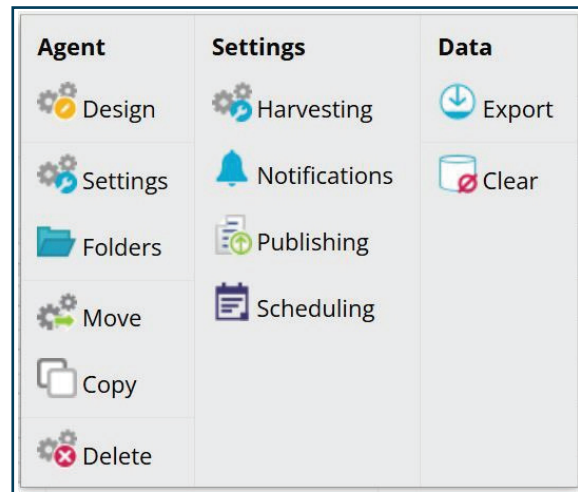 Agent
Design
Settings
Folders
Move
Copy
Delete
Settings
Harvesting
Notifications
Publishing
Scheduling
Data
Export
Clear